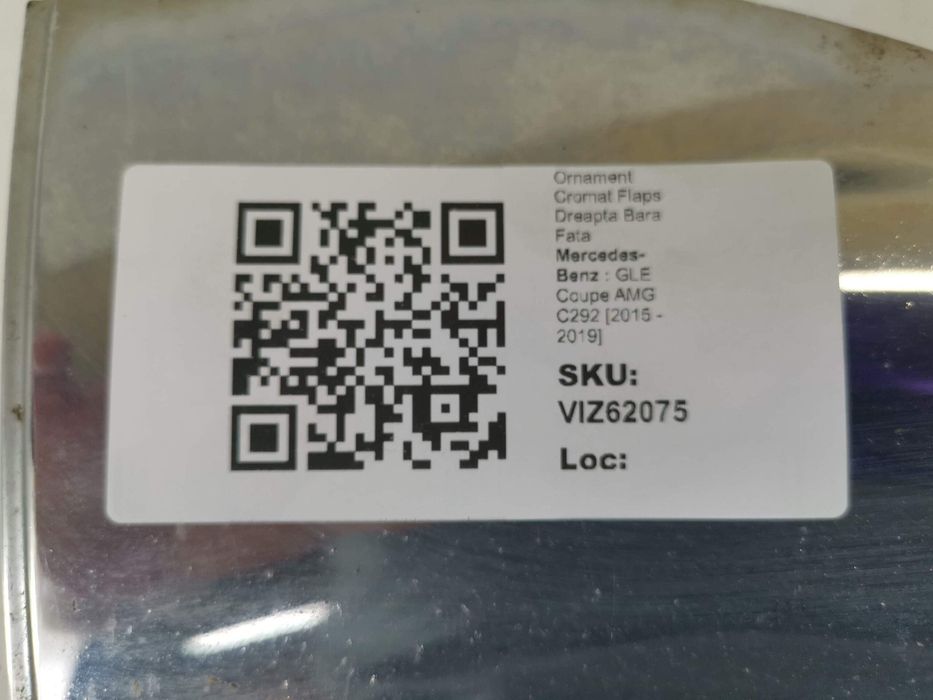 Ornament
Cromat Flaps
Dreapta Bara
Fata
Mercedes-
Benz : GLE
Coupe AMG
C292 [2015 -
2019]
SKU:
VIZ62075
Loc: